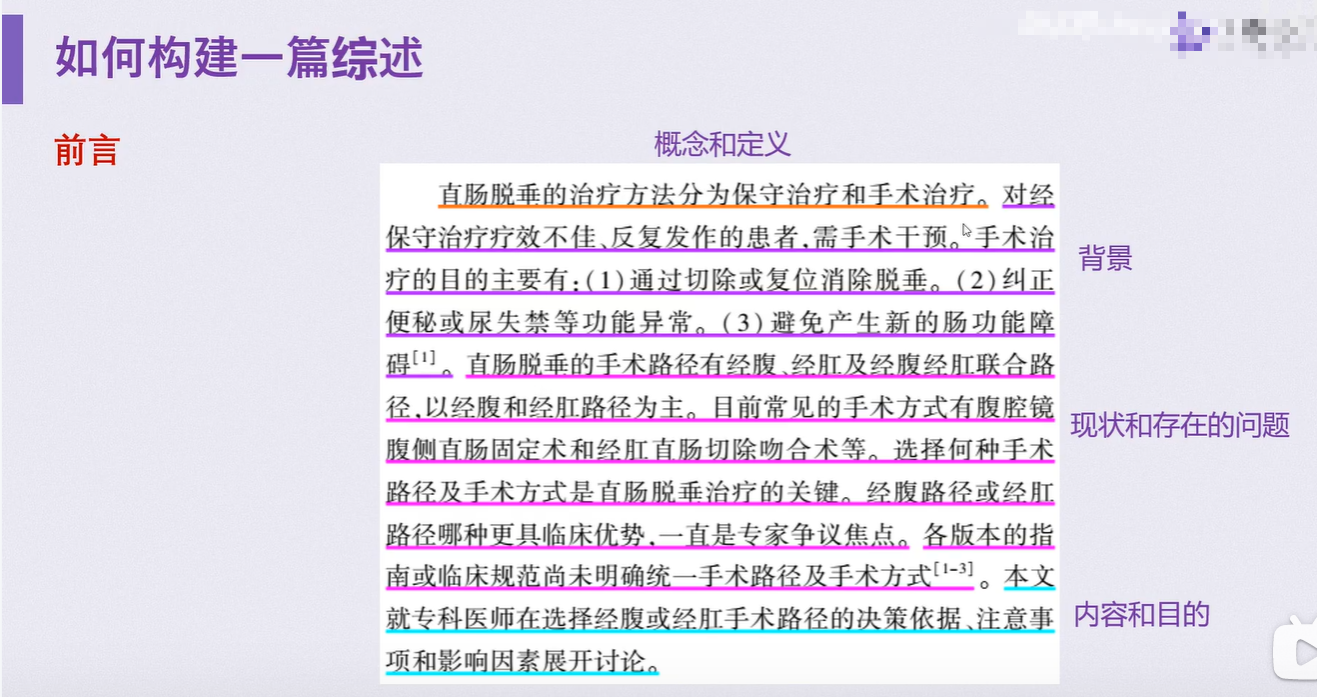 如何构建一篇综述
前言
概念和定义
直肠脱垂的治疗方法分为保守治疗和手术治疗。对经
保守治疗疗效不佳、反复发作的患者,需手术干预。手术治
疗的目的主要有:(1)通过切除或复位消除脱垂。(2)纠正
便秘或尿失禁等功能异常。(3)避免产生新的肠功能障
碍[1]。直肠脱垂的手术路径有经腹、经肛及经腹经肛联合路
径,以经腹和经肛路径为主。目前常见的手术方式有腹腔镜
腹侧直肠固定术和经肛直肠切除吻合术等。选择何种手术
路径及手术方式是直肠脱垂治疗的关键。经腹路径或经肛
路径哪种更具临床优势,一直是专家争议焦点。各版本的指
南或临床规范尚未明确统一手术路径及手术方式[1-3]。本文
就专科医师在选择经腹或经肛手术路径的决策依据、注意事
项和影响因素展开讨论。
背景
现状和存在的问题
内容和目的